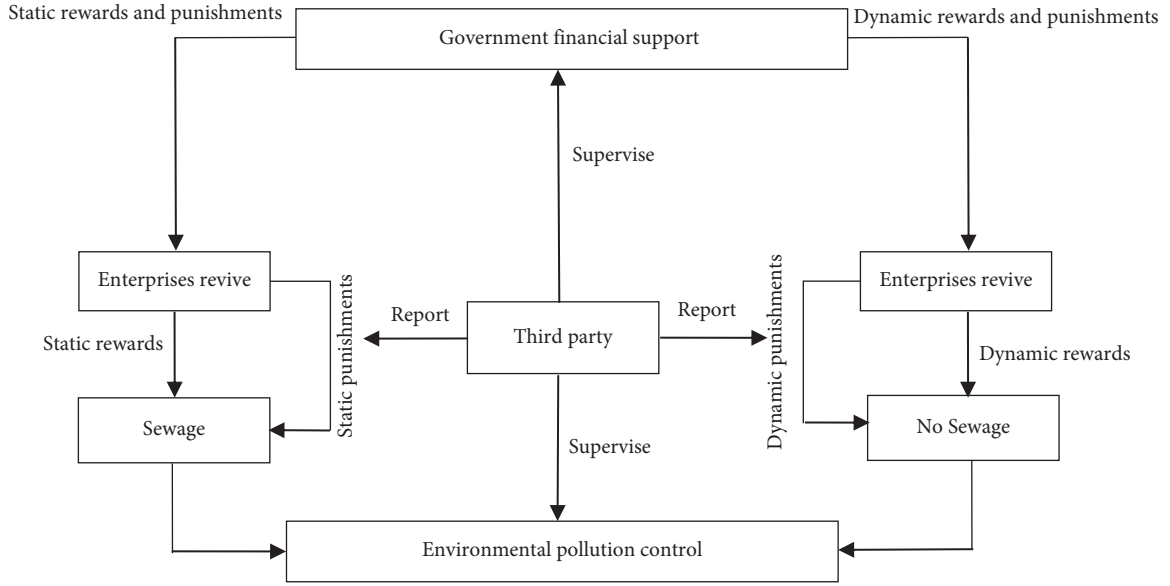 Static rewards and punishments
Government financial support
Dynamic rewards and punishments
Supervise
Enterprises revive
Static punishments
Report
Third party
Report
Dynamic punishments
Enterprises revive
Static rewards
Dynamic rewards
Sewage
Supervise
No Sewage
Environmental pollution control